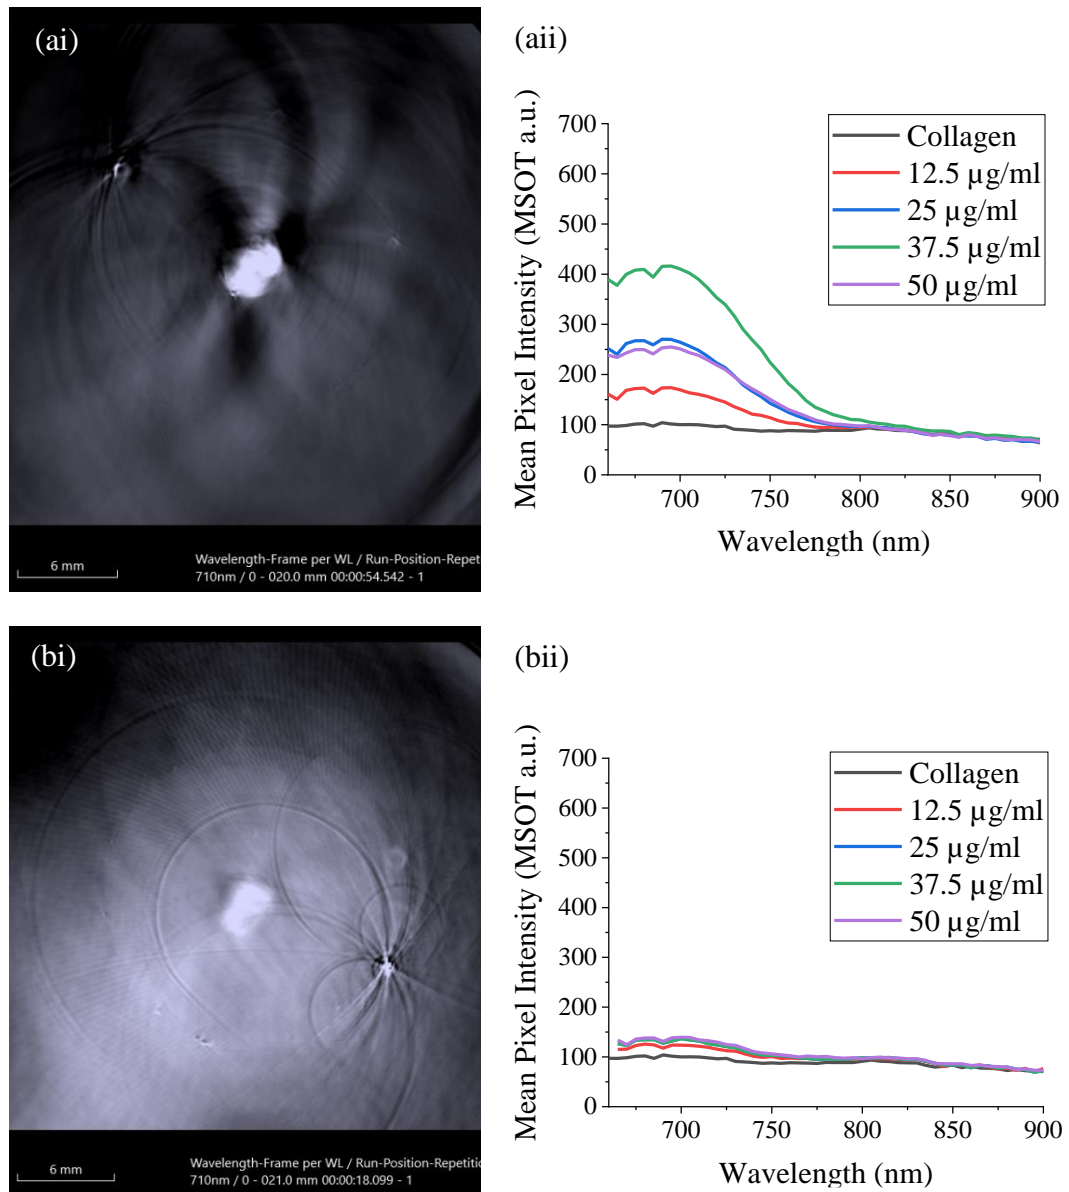 (ai)
Wavelength-Frame per WL / Run-Position-Repet
6 mm
710nm / 0 - 020.0 mm 00:00:54.542 - 1
(aii)
Mean Pixel Intensity (MSOT a.u.)
700
600
500
400
300
200
100
0
Collagen
12.5 µg/ml
25 µg/ml
37.5 µg/ml
50 µg/ml
700
750
800
850
900
Wavelength (nm)
(bi)
Wavelength-Frame per WL / Run-Position-Repetitic
6 mm
710nm / 0 - 021.0 mm 00:00:18.099 - 1
(bii)
Mean Pixel Intensity (MSOT a.u.)
700
600
500
400
300
200
100
0
Collagen
12.5 µg/ml
25 µg/ml
37.5 µg/ml
50 µg/ml
700
750
800
850
900
Wavelength (nm)